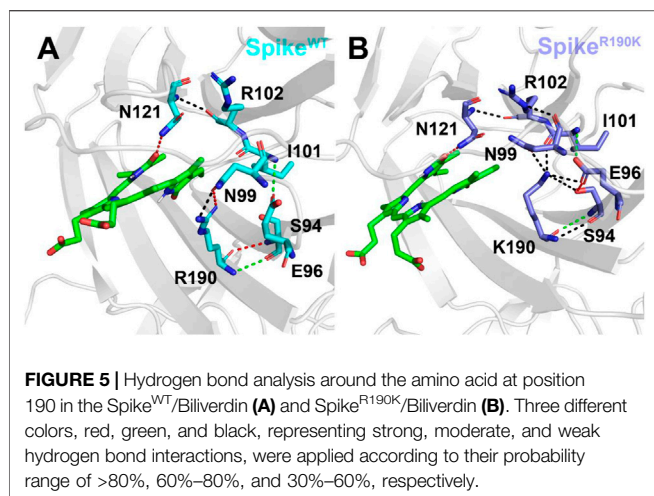 A
Spike^WT
R102
N121
I101
N99
S94
R190
E96
B
Spike^R190K
R102
N121
I101
N99
E96
K190
S94
FIGURE 5 | Hydrogen bond analysis around the amino acid at position
190 in the Spike^WT/Biliverdin (A) and Spike^R190K/Biliverdin (B). Three different
colors, red, green, and black, representing strong, moderate, and weak
hydrogen bond interactions, were applied according to their probability
range of >80%, 60%–80%, and 30%–60%, respectively.